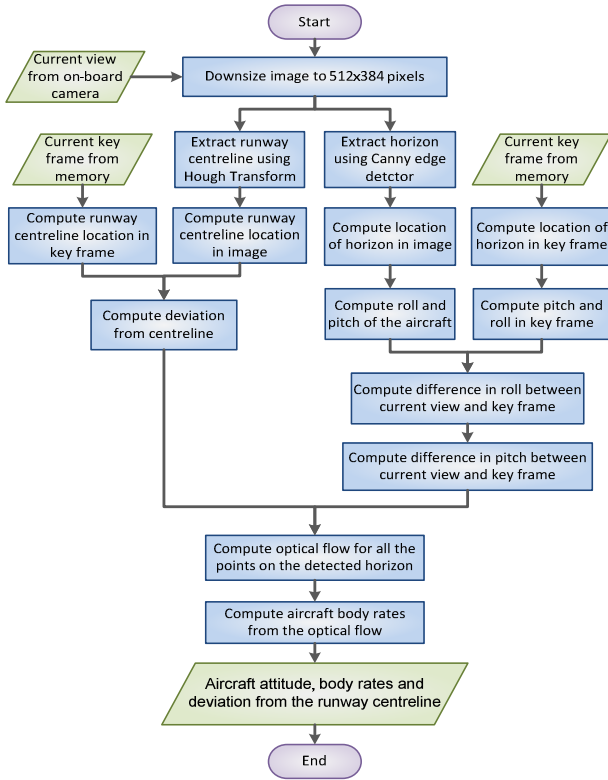 Start
Current view
from on-board
camera
Downsize image to 512x384 pixels
Current key
frame from
memory
Extract runway
centreline using
Hough Transform
Extract horizon
using Canny edge
detctor
Current key
frame from
memory
Compute runway
centreline location in
key frame
Compute runway
centreline location
in image
Compute location
of horizon in image
Compute location of
horizon in key frame
Compute deviation
from centreline
Compute roll and
pitch of the aircraft
Compute pitch and
roll in key frame
Compute difference in roll between
current view and key frame
Compute difference in pitch between
current view and key frame
Compute optical flow for all the
points on the detected horizon
Compute aircraft body rates
from the optical flow
Aircraft attitude, body rates and
deviation from the runway centreline
End